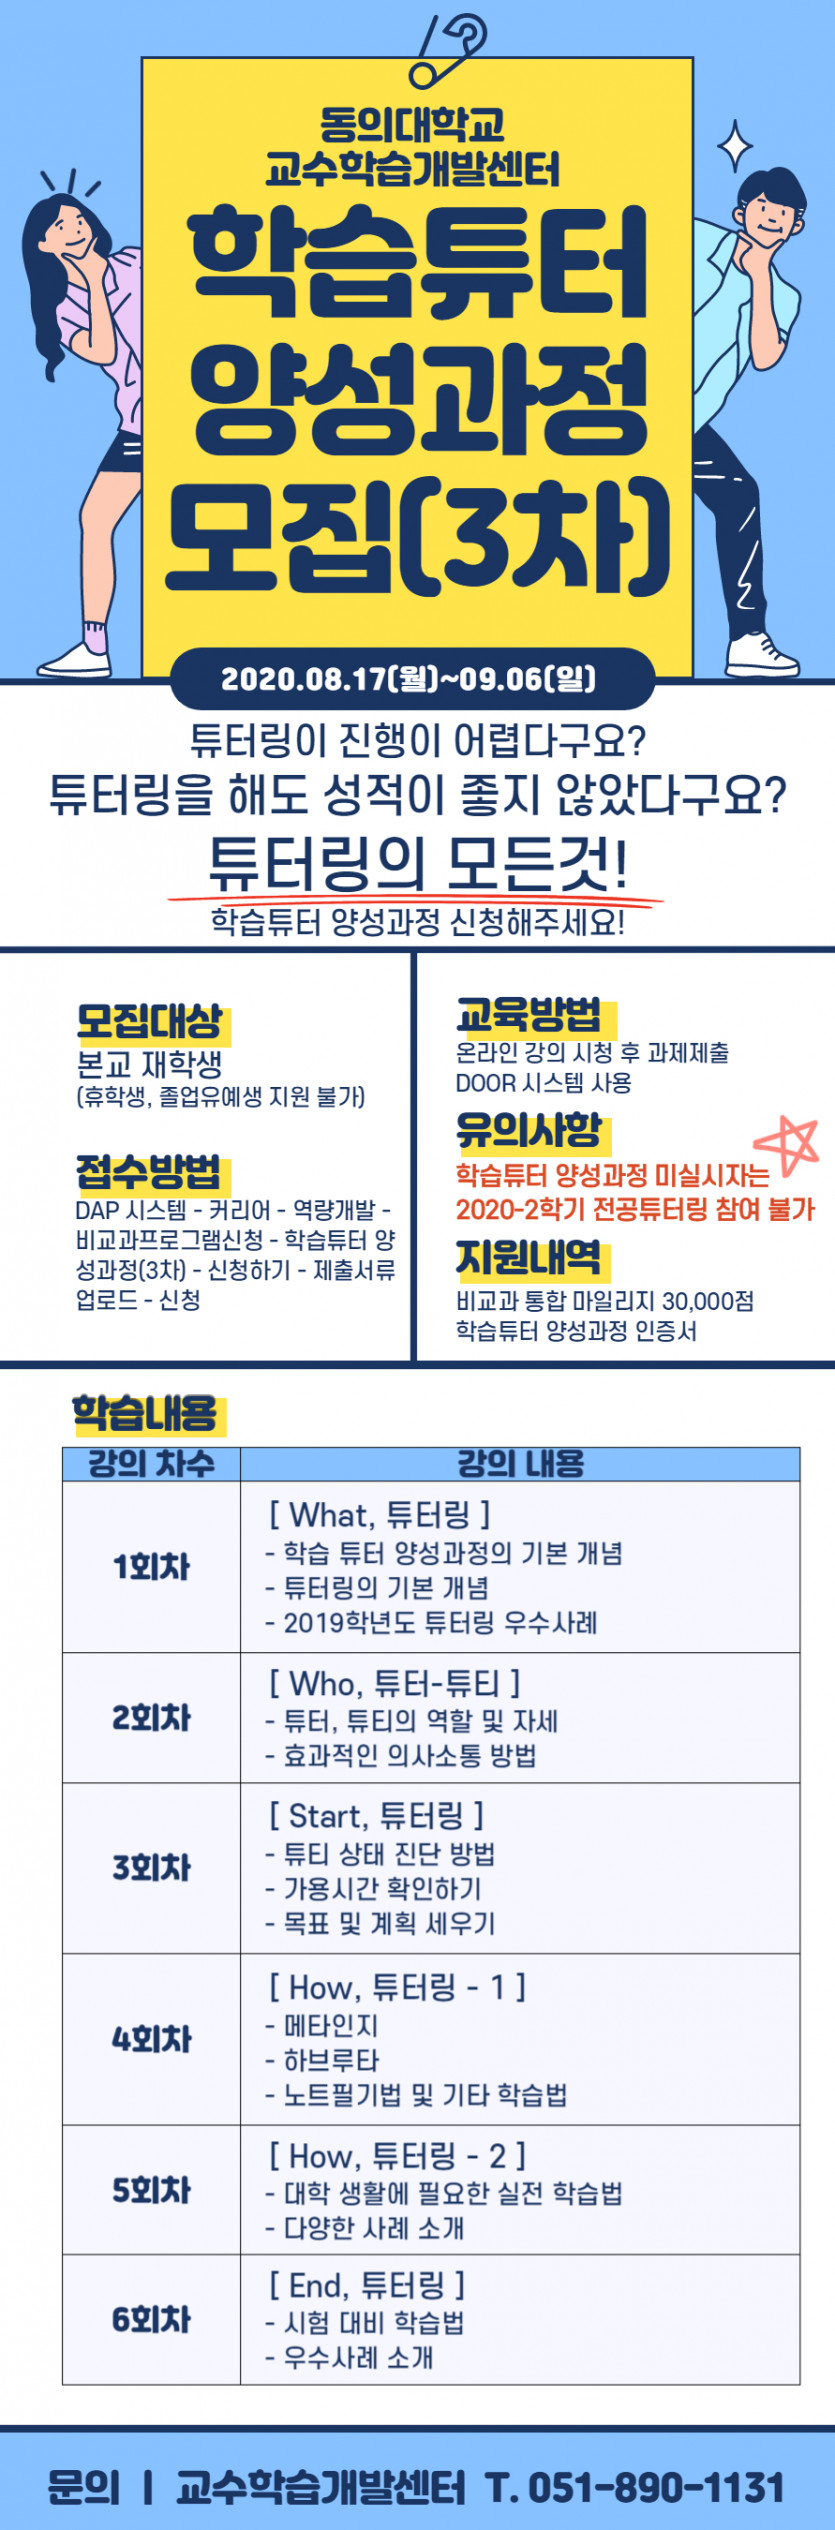 동의대학교
교수학습개발센터
학습튜터
양성과정
모집(3차)
2020.08.17(월)~09.06(일)
튜터링이 진행이 어렵다구요?
튜터링을 해도 성적이 좋지 않았다구요?
튜터링의 모든것!
학습튜터 양성과정 신청해주세요!
모집대상
본교 재학생
(휴학생, 졸업유예생 지원 불가)
접수방법
DAP 시스템 - 커리어 - 역량개발 -
비교과프로그램신청 - 학습튜터 양
성과정(3차) - 신청하기 - 제출서류
업로드 - 신청
교육방법
온라인 강의 시청 후 과제제출
DOOR 시스템 사용
유의사항
학습튜터 양성과정 미실시자는
2020-2학기 전공튜터링 참여 불가
지원내역
비교과 통합 마일리지 30,000점
학습튜터 양성과정 인증서
학습내용
강의 차수 강의 내용
1회차
[ What, 튜터링 ]
- 학습 튜터 양성과정의 기본 개념
- 튜터링의 기본 개념
- 2019학년도 튜터링 우수사례
2회차
[ Who, 튜터-튜티 ]
- 튜터, 튜티의 역할 및 자세
- 효과적인 의사소통 방법
3회차
[ Start, 튜터링 ]
- 튜티 상태 진단 방법
- 가용시간 확인하기
- 목표 및 계획 세우기
4회차
[ How, 튜터링 - 1 ]
- 메타인지
- 하브루타
- 노트필기법 및 기타 학습법
5회차
[ How, 튜터링 - 2 ]
- 대학 생활에 필요한 실전 학습법
- 다양한 사례 소개
6회차
[ End, 튜터링 ]
- 시험 대비 학습법
- 우수사례 소개
문의 | 교수학습개발센터 T. 051-890-1131